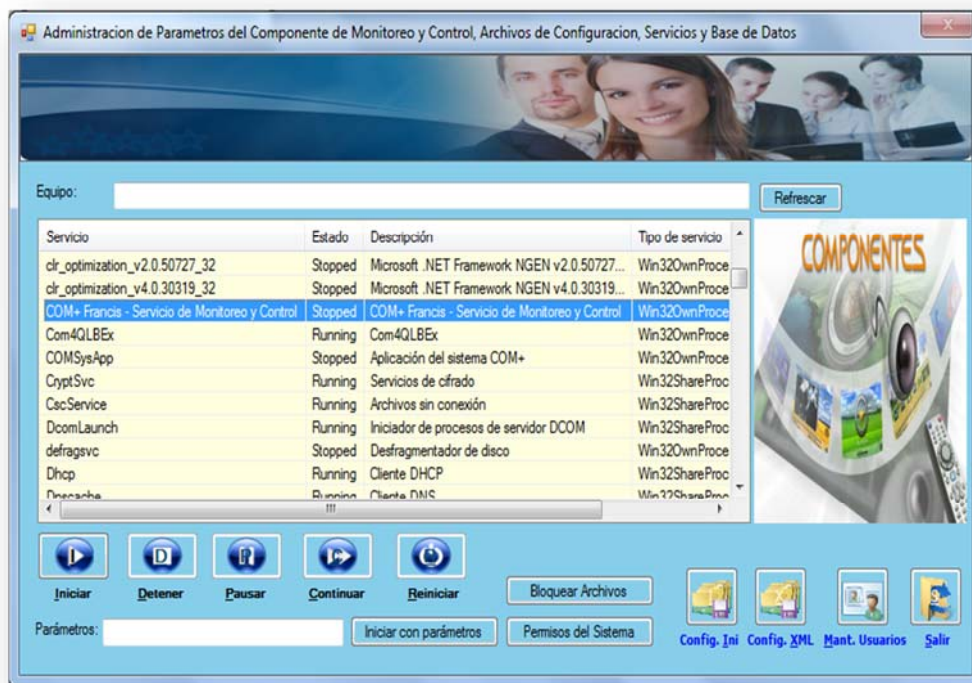 Administracion de Parametros del Componente de Monitoreo y Control, Archivos de Configuracion, Servicios y Base de Datos
Equipo:
Refrescar
Servicio Estado Descripción Tipo de servicio
clr_optimization_v2.0.50727_32 Stopped Microsoft .NET Framework NGEN v2.0.50727... Win32OwnProce
clr_optimization_v4.0.30319_32 Stopped Microsoft .NET Framework NGEN v4.0.30319... Win32OwnProce
COM+ Francis - Servicio de Monitoreo y Control Stopped COM+ Francis - Servicio de Monitoreo y Control Win32OwnProce
Com4QLBEx Running Com4QLBEx Win32OwnProce
COMSysApp Stopped Aplicación del sistema COM+ Win32OwnProce
CryptSvc Running Servicios de cifrado Win32ShareProc
CscService Running Archivos sin conexión Win32ShareProc
DcomLaunch Running Iniciador de procesos de servidor DCOM Win32ShareProc
defragsvc Stopped Desfragmentador de disco Win32OwnProce
Dhcp Running Cliente DHCP Win32ShareProc
Dnscache Running Cliente DNS Win32ShareProc
COMPONENTES
Iniciar Detener Pausar Continuar Reiniciar
Bloquear Archivos
Parámetros:
Iniciar con parámetros
Permisos del Sistema
Config. Ini Config. XML Mant. Usuarios Salir